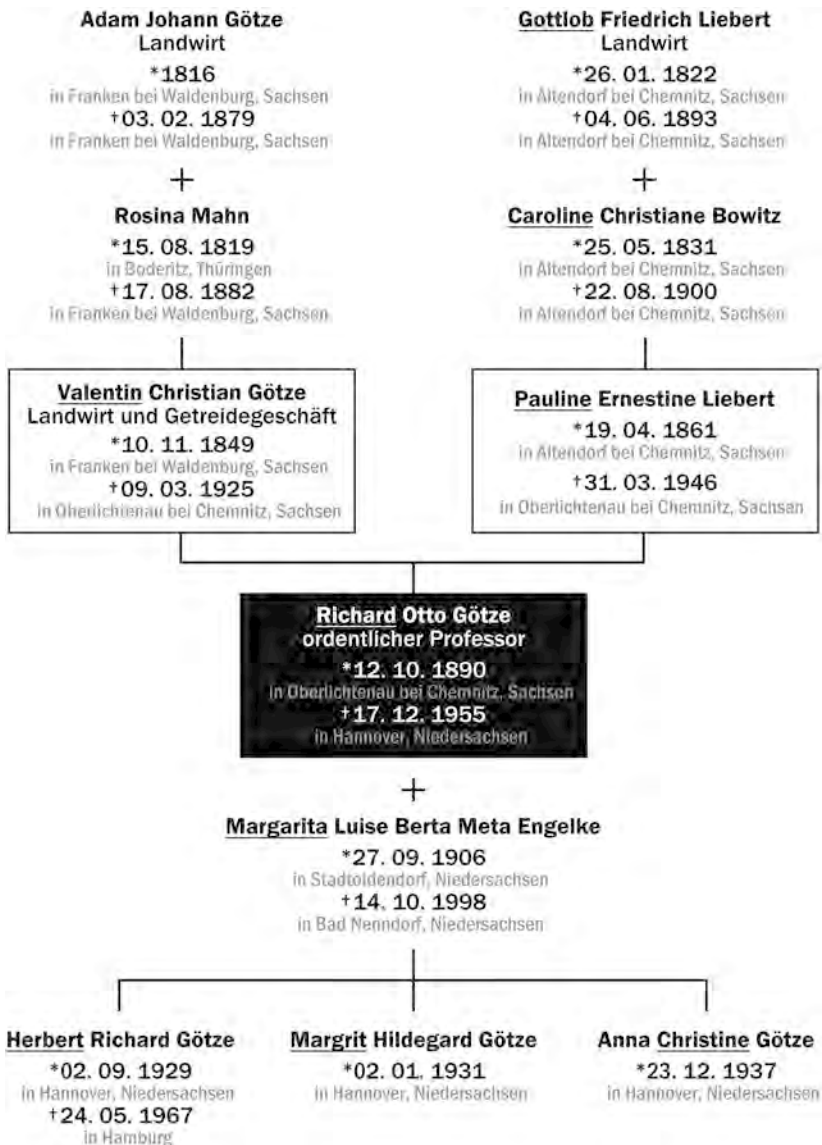 Adam Johann Götze
Landwirt
*1816
in Franken bei Waldenburg, Sachsen
†03. 02. 1879
in Franken bei Waldenburg, Sachsen
+
Rosina Mahn
*15. 08. 1819
in Boderitz, Thüringen
†17. 08. 1882
in Franken bei Waldenburg, Sachsen
Gottlob Friedrich Liebert
Landwirt
*26. 01. 1822
in Altendorf bei Chemnitz, Sachsen
†04. 06. 1893
in Altendorf bei Chemnitz, Sachsen
+
Caroline Christiane Bowitz
*25. 05. 1831
in Altendorf bei Chemnitz, Sachsen
†22. 08. 1900
in Altendorf bei Chemnitz, Sachsen
Valentin Christian Götze
Landwirt und Getreidegeschäft
*10. 11. 1849
in Franken bei Waldenburg, Sachsen
†09. 03. 1925
in Oberlichtenau bei Chemnitz, Sachsen
Pauline Ernestine Liebert
*19. 04. 1861
in Altendorf bei Chemnitz, Sachsen
†31. 03. 1946
in Oberlichtenau bei Chemnitz, Sachsen
Richard Otto Götze
ordentlicher Professor
*12. 10. 1890
in Oberlichtenau bei Chemnitz, Sachsen
†17. 12. 1955
in Hannover, Niedersachsen
+
Margarita Luise Berta Meta Engelke
*27. 09. 1906
in Stadtoldendorf, Niedersachsen
†14. 10. 1998
in Bad Nenndorf, Niedersachsen
Herbert Richard Götze
*02. 09. 1929
in Hannover, Niedersachsen
†24. 05. 1967
in Hamburg
Margrit Hildegard Götze
*02. 01. 1931
in Hannover, Niedersachsen
Anna Christine Götze
*23. 12. 1937
in Hannover, Niedersachsen